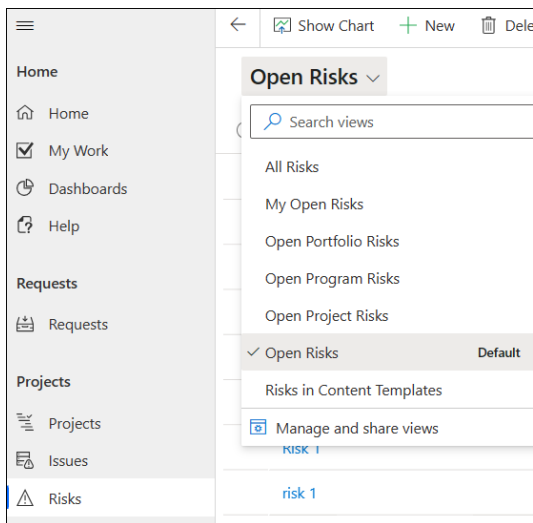 Show Chart
New
Dele
Home
Open Risks
Search views
Home
My Work
Dashboards
Help
All Risks
My Open Risks
Open Portfolio Risks
Open Program Risks
Open Project Risks
Open Risks Default
Risks in Content Templates
Manage and share views
Requests
Requests
Projects
Projects
Issues
Risks
Risk 1
risk 1